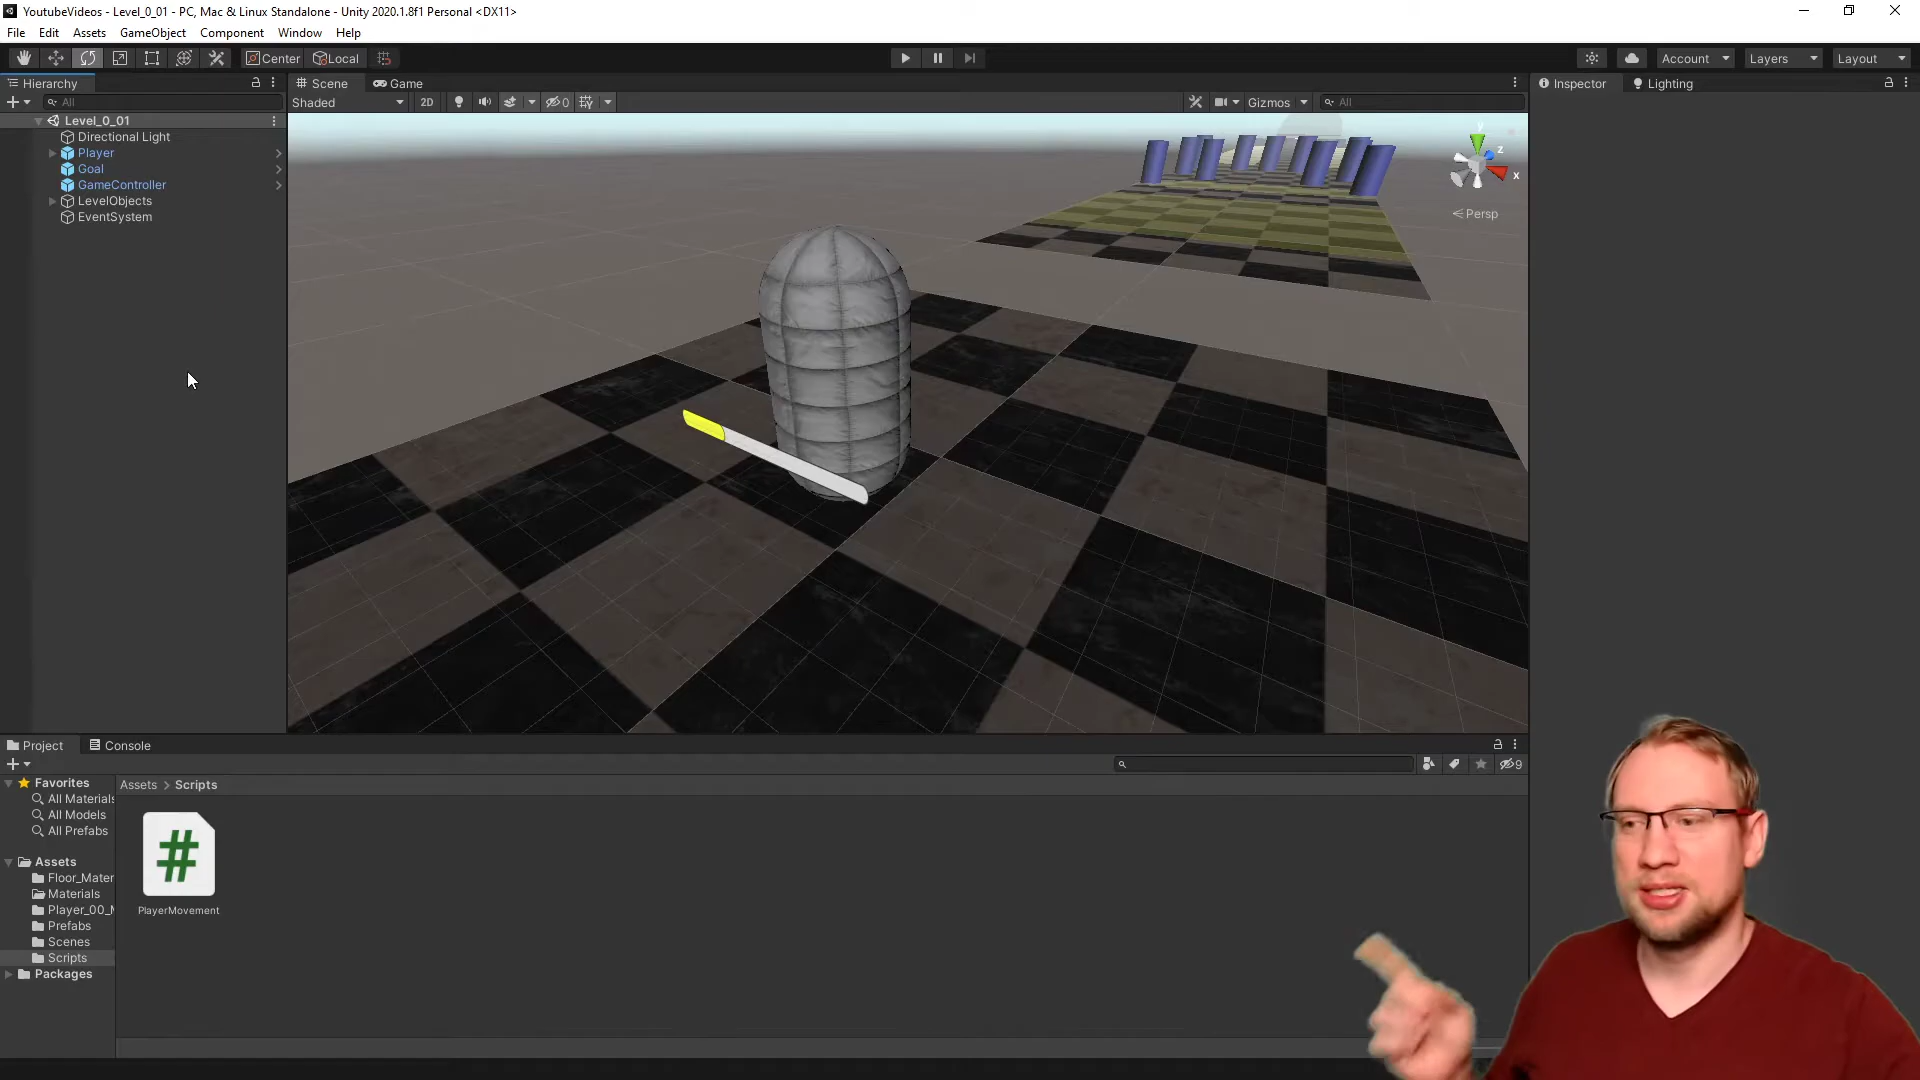 YoutubeVideos - Level_0_01 - PC, Mac & Linux Standalone - Unity 2020.1.8f1 Personal <DX11>
File Edit Assets GameObject Component Window Help
Center Local Account Layers Layout
Hierarchy Scene Game Inspector Lighting
All Shaded 2D 0 Gizmos All
Level_0_01
Directional Light
Player
Goal
GameController
LevelObjects
EventSystem
y
z
x
Persp
Project Console
9
Favorites
All Materials
All Models
All Prefabs
Assets
Floor_Mater
Materials
Player_00_M
Prefabs
Scenes
Scripts
Packages
Assets > Scripts
#
PlayerMovement